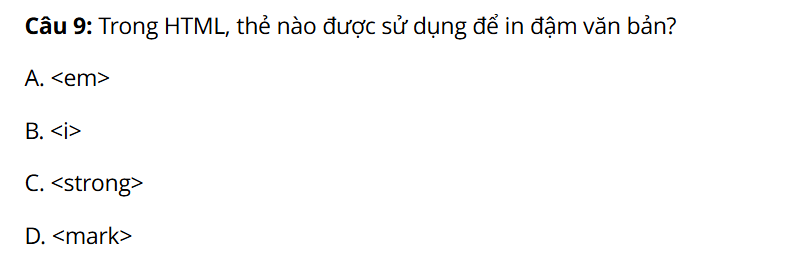 Câu 9: Trong HTML, thẻ nào được sử dụng để in đậm văn bản?
A. <em>
B. <i>
C. <strong>
D. <mark>